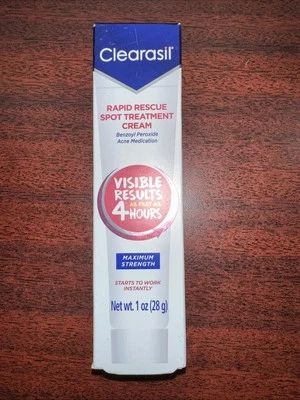 Clearasil®
RAPID RESCUE
SPOT TREATMENT
CREAM
Benzoyl Peroxide
Acne Medication
VISIBLE
RESULTS
4 AS FAST AS
HOURS
MAXIMUM
STRENGTH
STARTS TO WORK
INSTANTLY
Net wt. 1 oz (28 g)